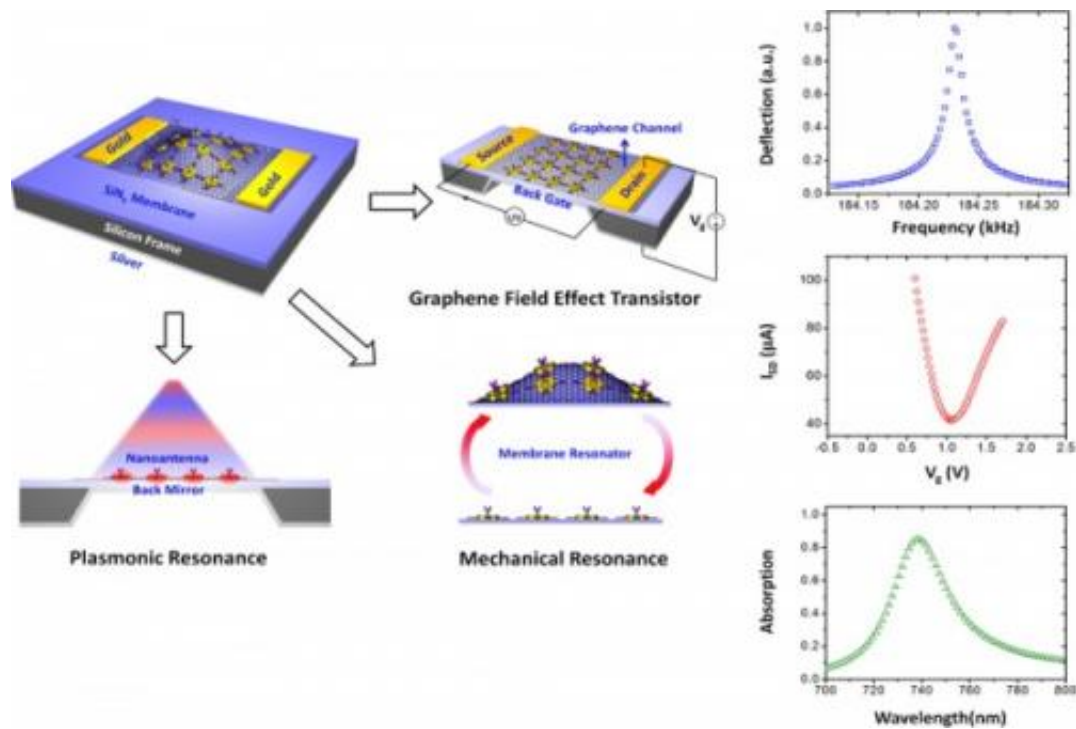 Gold
Gold
SiNx Membrane
Silicon Frame
Silver
Source
Graphene Channel
Drain
Back Gate
Vg
Graphene Field Effect Transistor
Nanoantenna
Back Mirror
Plasmonic Resonance
Membrane Resonator
Mechanical Resonance
Deflection (a.u.)
1.0
0.8
0.6
0.4
0.2
0.0
184.15 184.20 184.25 184.30
Frequency (kHz)
ISD (µA)
100
80
60
40
-0.5 0.0 0.5 1.0 1.5 2.0 2.5
Vg (V)
Absorption
1.0
0.8
0.6
0.4
0.2
0.0
700 720 740 760 780 800
Wavelength(nm)